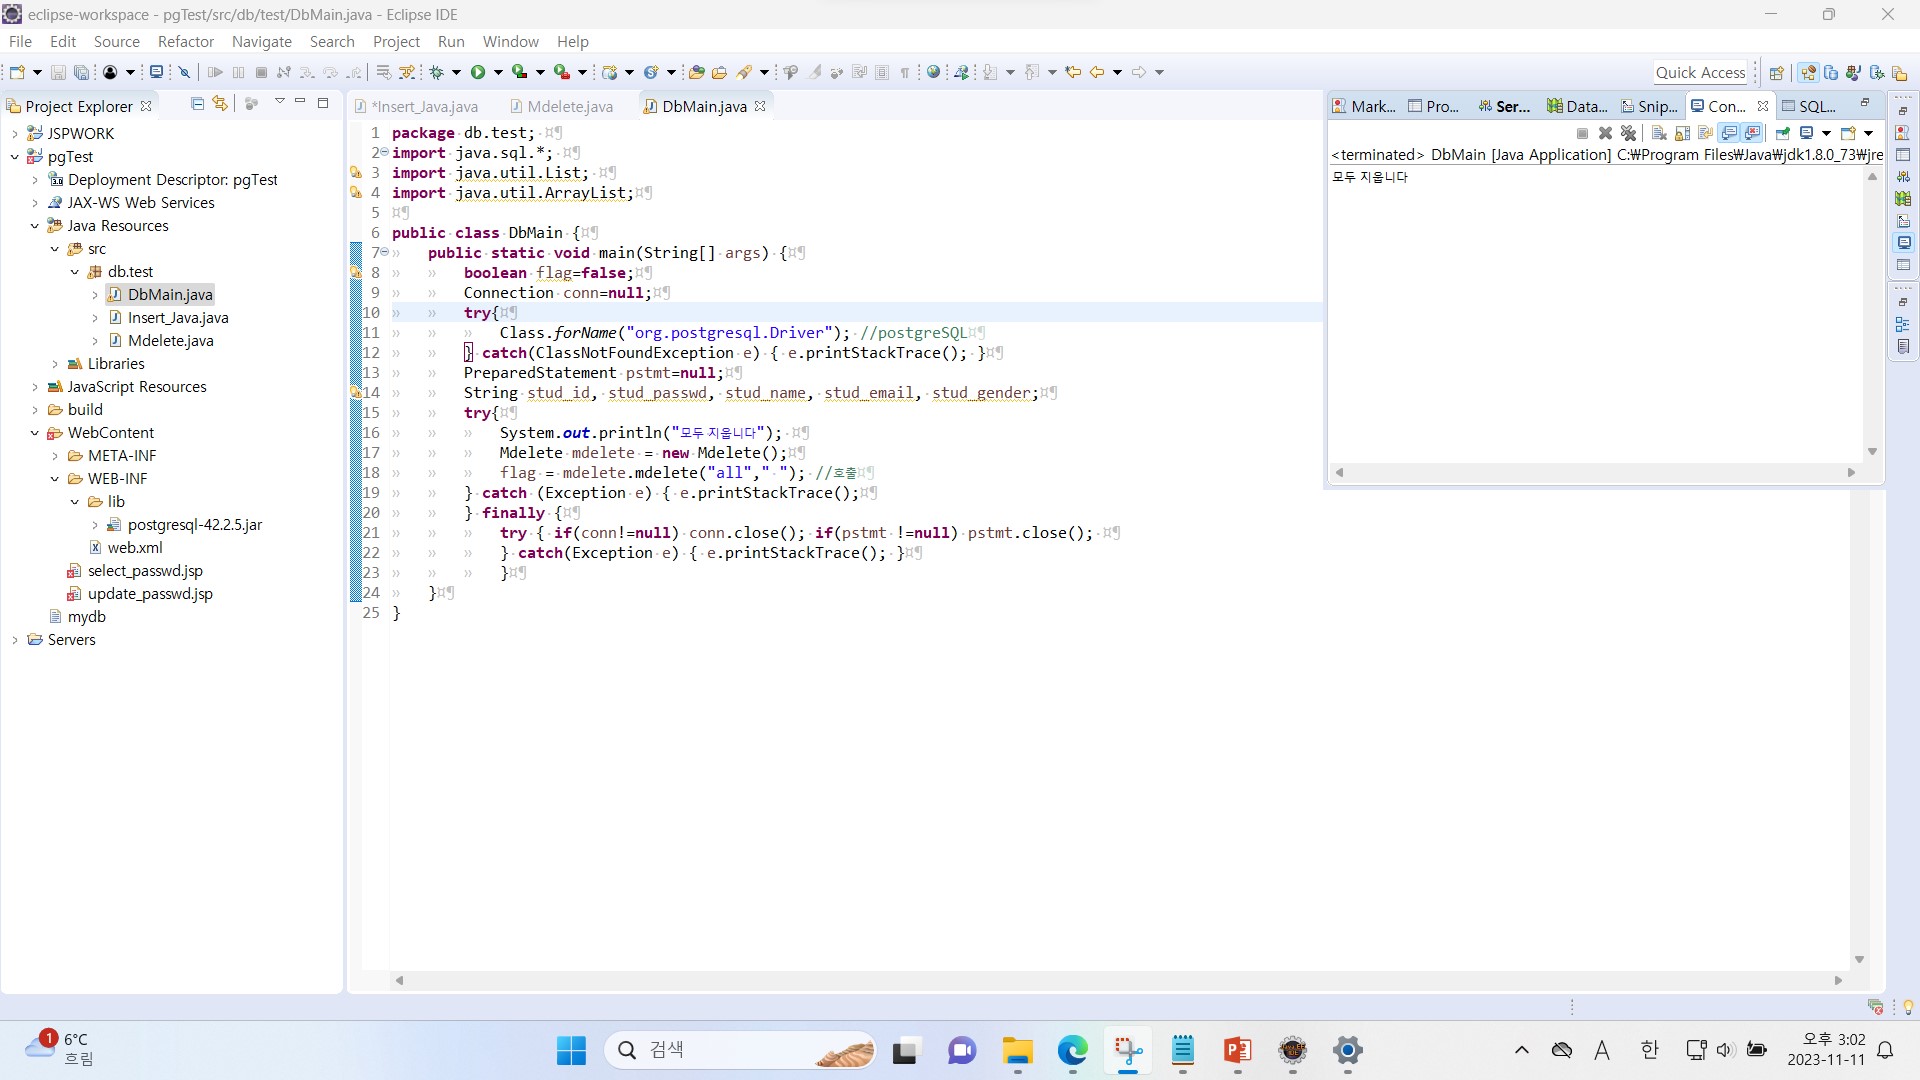 eclipse-workspace - pgTest/src/db/test/DbMain.java - Eclipse IDE
File Edit Source Refactor Navigate Search Project Run Window Help
Quick Access
Project Explorer
JSPWORK
pgTest
Deployment Descriptor: pgTest
JAX-WS Web Services
Java Resources
src
db.test
DbMain.java
Insert_Java.java
Mdelete.java
Libraries
JavaScript Resources
build
WebContent
META-INF
WEB-INF
lib
postgresql-42.2.5.jar
web.xml
select_passwd.jsp
update_passwd.jsp
mydb
Servers
*Insert_Java.java Mdelete.java DbMain.java
1 package db.test;
2 import java.sql.*;
3 import java.util.List;
4 import java.util.ArrayList;
5
6 public class DbMain {
7 public static void main(String[] args) {
8 boolean flag=false;
9 Connection conn=null;
10 try{
11 Class.forName("org.postgresql.Driver"); //postgreSQL
12 } catch(ClassNotFoundException e) { e.printStackTrace(); }
13 PreparedStatement pstmt=null;
14 String stud_id, stud_passwd, stud_name, stud_email, stud_gender;
15 try{
16 System.out.println("모두 지웁니다");
17 Mdelete mdelete = new Mdelete();
18 flag = mdelete.mdelete("all"," "); //호출
19 } catch (Exception e) { e.printStackTrace();
20 } finally {
21 try { if(conn!=null) conn.close(); if(pstmt !=null) pstmt.close();
22 } catch(Exception e) { e.printStackTrace(); }
23 }
24 }
25 }
Mark... Pro... Ser... Data... Snip... Con... SQL...
<terminated> DbMain [Java Application] C:₩Program Files₩Java₩jdk1.8.0_73₩jre
모두 지웁니다
1
6°C
흐림
검색
A
한
오후 3:02
2023-11-11